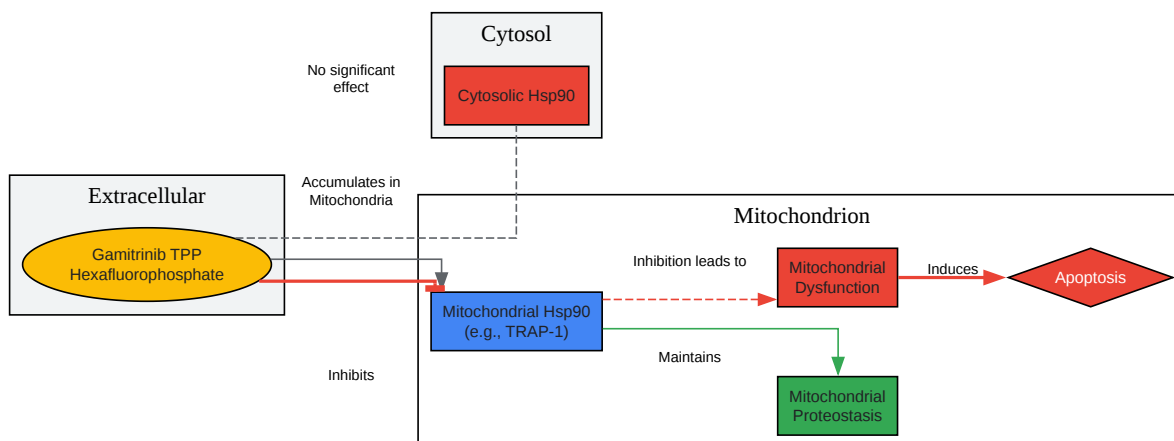 Cytosol
No significant
effect
Cytosolic Hsp90
Extracellular
Accumulates in
Mitochondria
Mitochondrion
Gamitrinib TPP
Hexafluorophosphate
Inhibition leads to
Mitochondrial
Dysfunction
Induces
Apoptosis
Mitochondrial Hsp90
(e.g., TRAP-1)
Inhibits
Maintains
Mitochondrial
Proteostasis